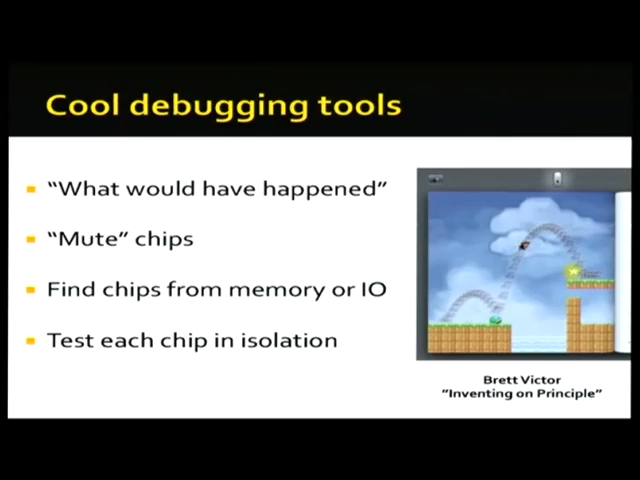 Cool debugging tools
“What would have happened”
“Mute” chips
Find chips from memory or IO
Test each chip in isolation
Brett Victor
“Inventing on Principle”